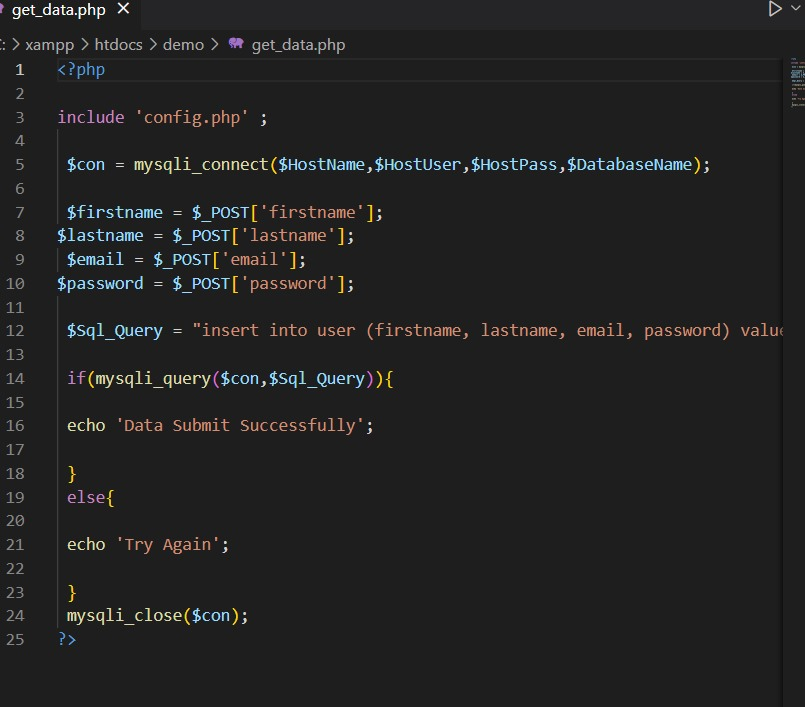 get_data.php
xampp > htdocs > demo > get_data.php
1 <?php
2
3 include 'config.php' ;
4
5 $con = mysqli_connect($HostName,$HostUser,$HostPass,$DatabaseName);
6
7 $firstname = $_POST['firstname'];
8 $lastname = $_POST['lastname'];
9 $email = $_POST['email'];
10 $password = $_POST['password'];
11
12 $Sql_Query = "insert into user (firstname, lastname, email, password) value
13
14 if(mysqli_query($con,$Sql_Query)){
15
16 echo 'Data Submit Successfully';
17
18 }
19 else{
20
21 echo 'Try Again';
22
23 }
24 mysqli_close($con);
25 ?>